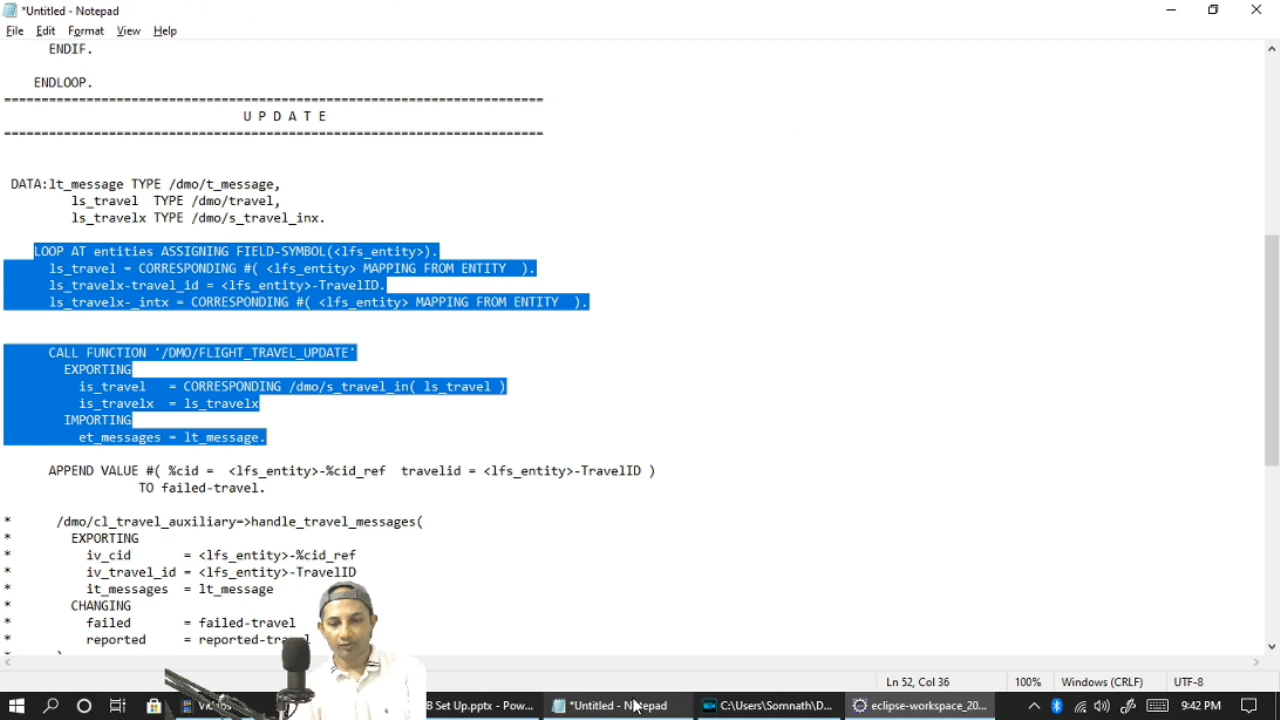 *Untitled - Notepad
File Edit Format View Help
ENDIF.
ENDLOOP.
========================================================================
U P D A T E
========================================================================
DATA:lt_message TYPE /dmo/t_message,
ls_travel  TYPE /dmo/travel,
ls_travelx TYPE /dmo/s_travel_inx.
LOOP AT entities ASSIGNING FIELD-SYMBOL(<lfs_entity>).
ls_travel = CORRESPONDING #( <lfs_entity> MAPPING FROM ENTITY  ).
ls_travelx-travel_id = <lfs_entity>-TravelID.
ls_travelx-_intx = CORRESPONDING #( <lfs_entity> MAPPING FROM ENTITY  ).
CALL FUNCTION '/DMO/FLIGHT_TRAVEL_UPDATE'
EXPORTING
is_travel   = CORRESPONDING /dmo/s_travel_in( ls_travel )
is_travelx  = ls_travelx
IMPORTING
et_messages = lt_message.
APPEND VALUE #( %cid =  <lfs_entity>-%cid_ref  travelid = <lfs_entity>-TravelID )
TO failed-travel.
*      /dmo/cl_travel_auxiliary=>handle_travel_messages(
*        EXPORTING
*          iv_cid       = <lfs_entity>-%cid_ref
*          iv_travel_id = <lfs_entity>-TravelID
*          it_messages  = lt_message
*        CHANGING
*          failed       = failed-travel
*          reported     = reported-
*      )
Ln 52, Col 36 100% Windows (CRLF) UTF-8
B Set Up.pptx - Pow... *Untitled - Notepad C:\Users\Somnath\D... eclipse-workspace_20... 9:42 PM